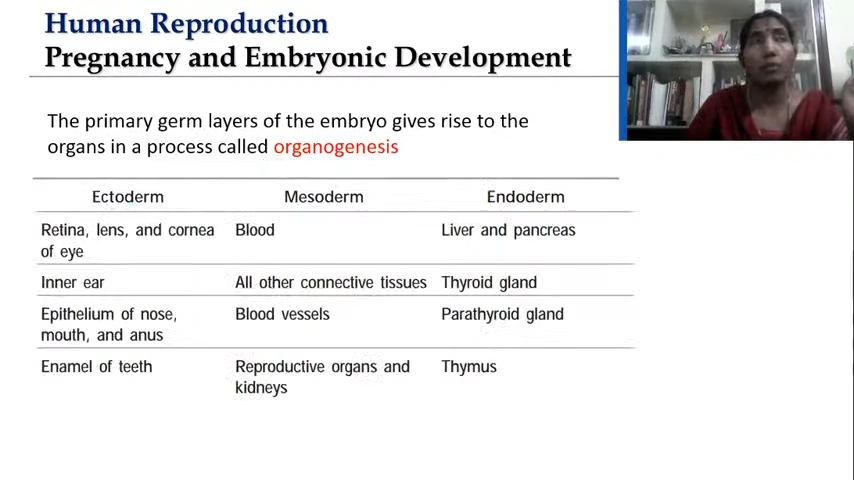 Human Reproduction
Pregnancy and Embryonic Development
The primary germ layers of the embryo gives rise to the
organs in a process called organogenesis
Ectoderm Mesoderm Endoderm
Retina, lens, and cornea Blood Liver and pancreas
of eye
Inner ear All other connective tissues Thyroid gland
Epithelium of nose, Blood vessels Parathyroid gland
mouth, and anus
Enamel of teeth Reproductive organs and Thymus
kidneys